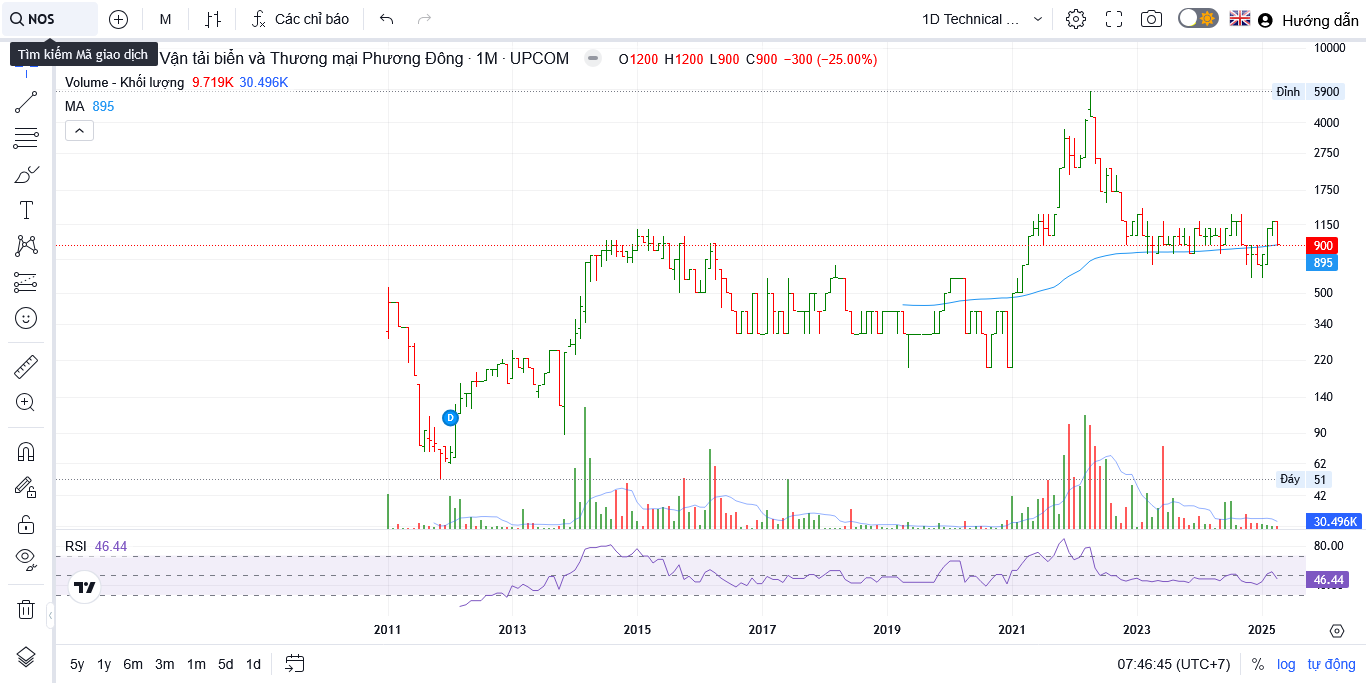 NOS
M
Các chỉ báo
1D Technical ...
Hướng dẫn
Tìm kiếm Mã giao dịch
Vận tải biển và Thương mại Phương Đông · 1M · UPCOM
O1200 H1200 L900 C900 −300 (−25.00%)
Volume - Khối lượng 9.719K 30.496K
MA 895
10000
Đỉnh 5900
4000
2750
1750
1150
900
895
500
340
220
140
90
62
Đáy 51
42
30.496K
RSI 46.44
80.00
46.44
D
2011 2013 2015 2017 2019 2021 2023 2025
5y 1y 6m 3m 1m 5d 1d
07:46:45 (UTC+7) % log tự động